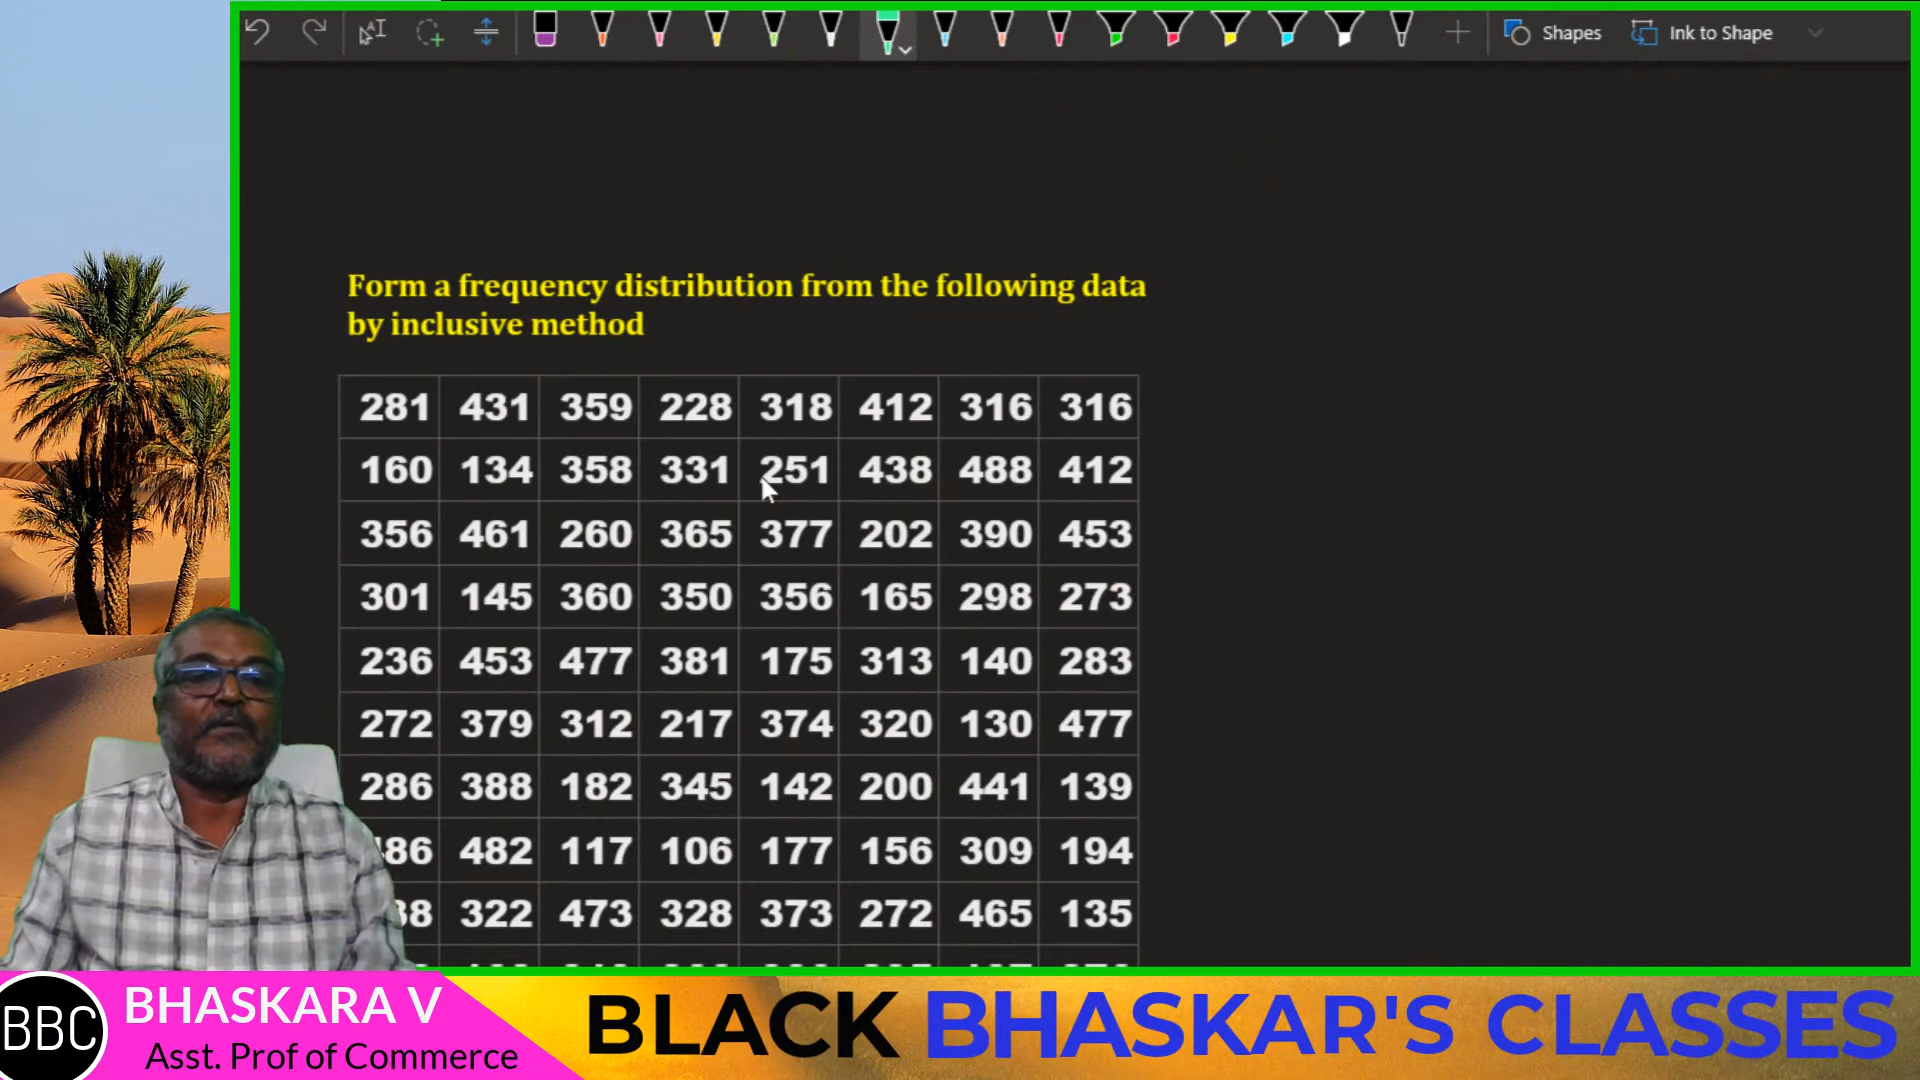 Shapes
Ink to Shape
Form a frequency distribution from the following data
by inclusive method
281 431 359 228 318 412 316 316
160 134 358 331 251 438 488 412
356 461 260 365 377 202 390 453
301 145 360 350 356 165 298 273
236 453 477 381 175 313 140 283
272 379 312 217 374 320 130 477
286 388 182 345 142 200 441 139
482 117 106 177 156 309 194
322 473 328 373 272 465 135
BBC
BHASKARA V
Asst. Prof of Commerce
BLACK BHASKAR'S CLASSES